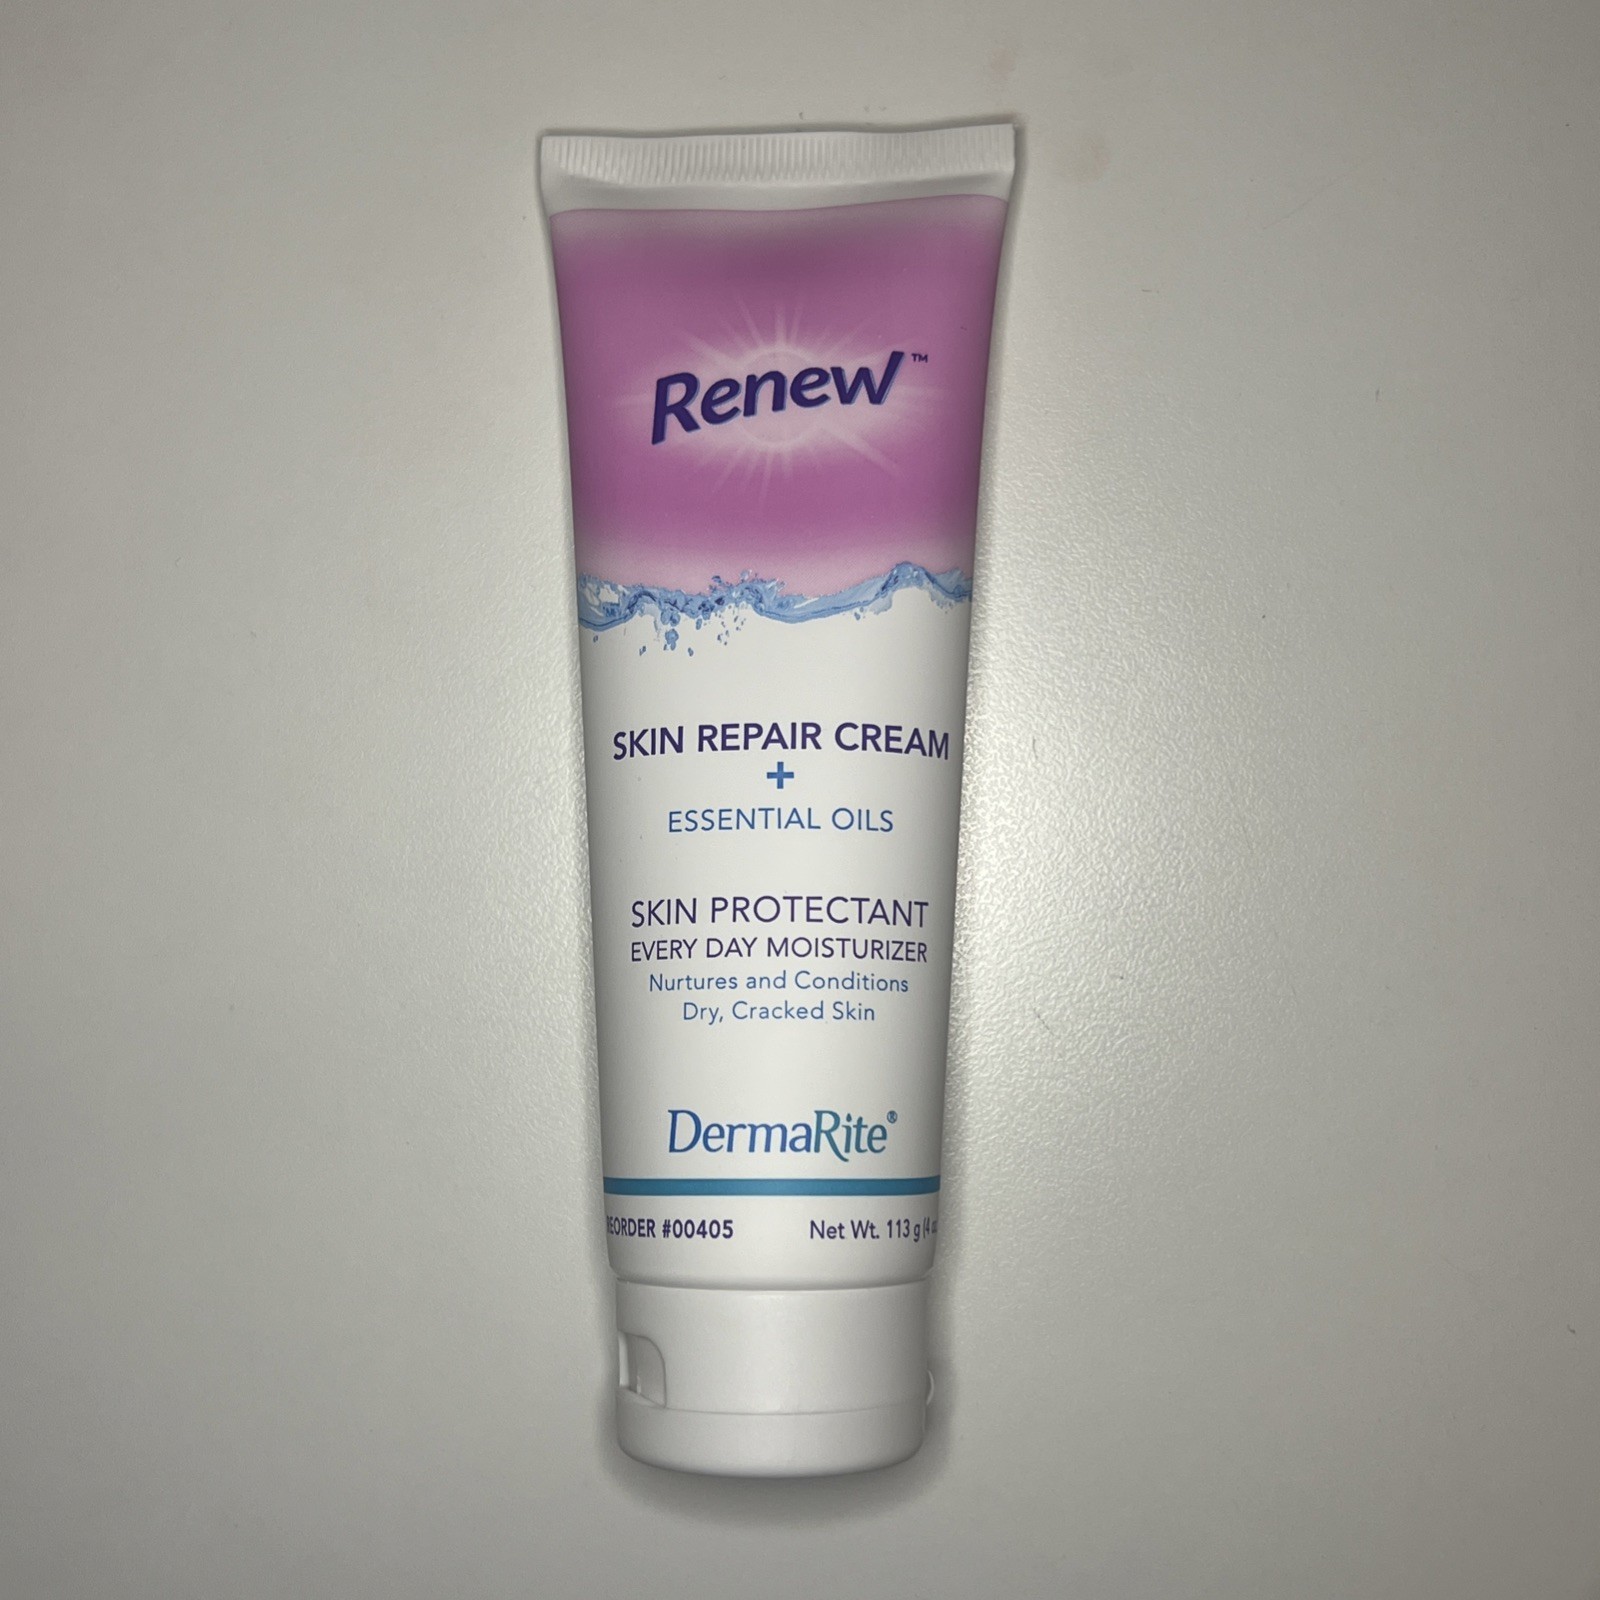 Renew™
SKIN REPAIR CREAM
+
ESSENTIAL OILS
SKIN PROTECTANT
EVERY DAY MOISTURIZER
Nurtures and Conditions
Dry, Cracked Skin
DermaRite®
REORDER #00405 Net Wt. 113 g (4